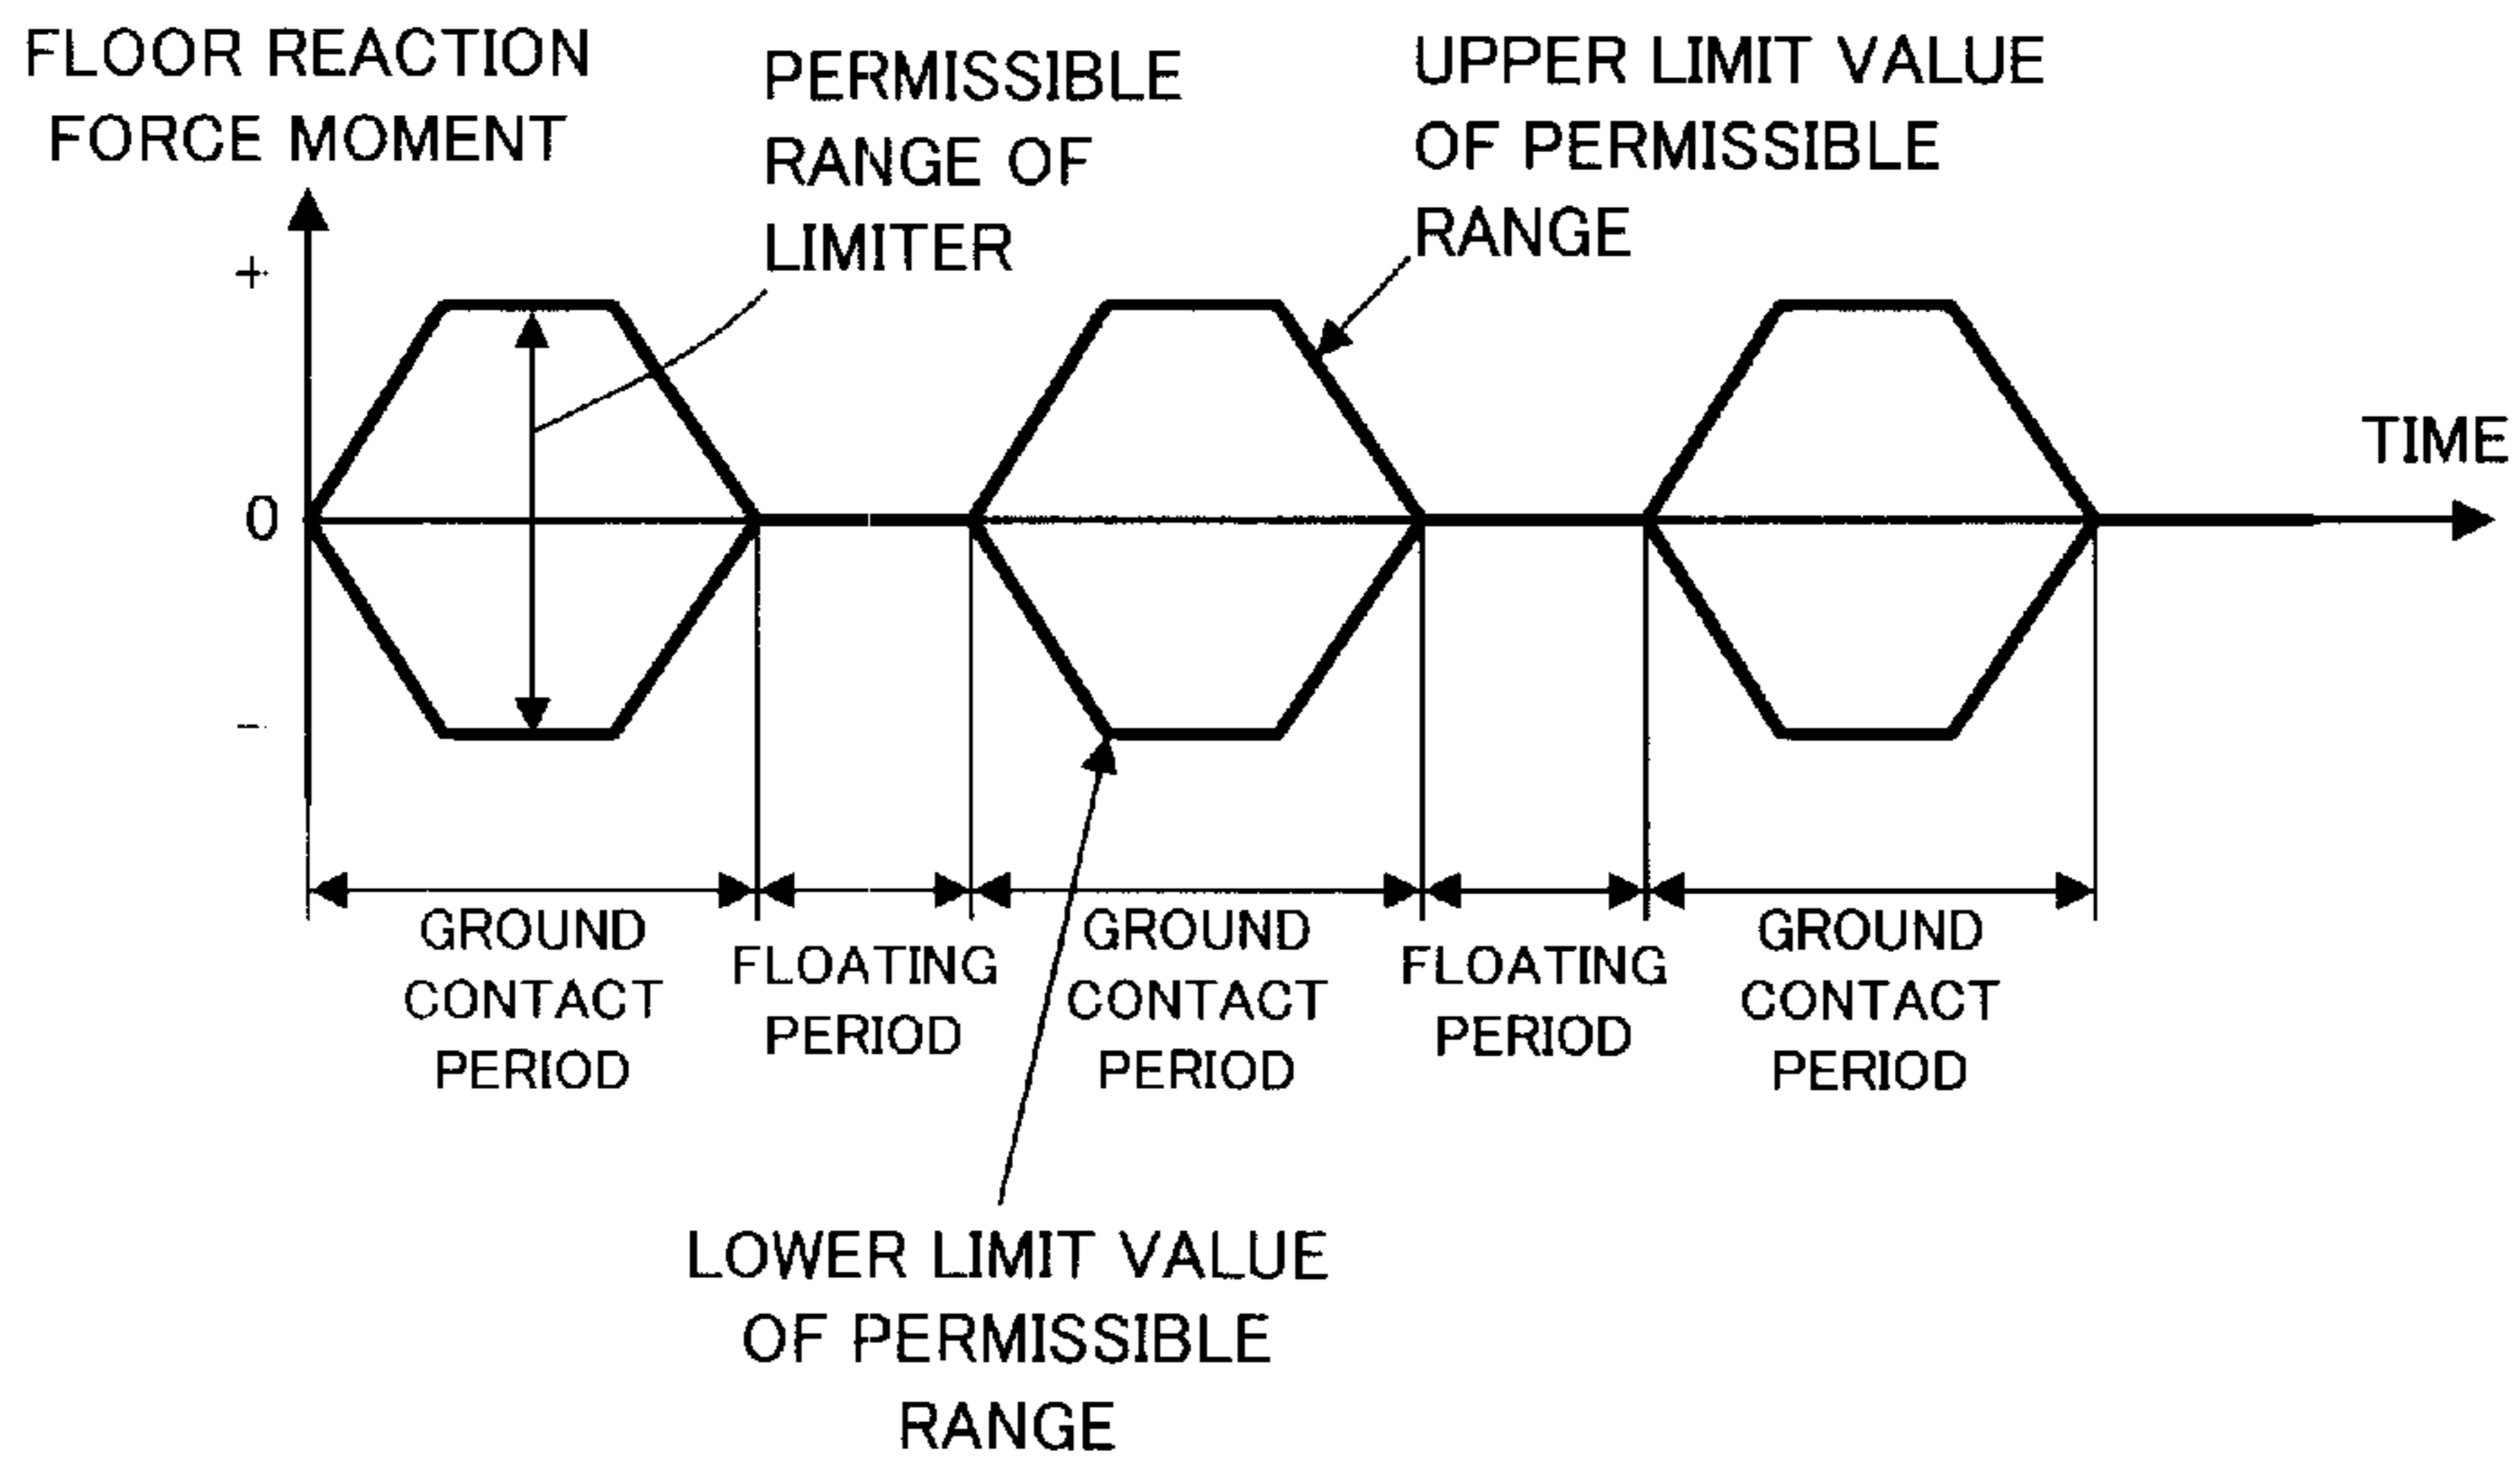 FLOOR REACTION
FORCE MOMENT
PERMISSIBLE
RANGE OF
LIMITER
UPPER LIMIT VALUE
OF PERMISSIBLE
RANGE
+
TIME
0
-
GROUND
CONTACT
PERIOD
FLOATING
PERIOD
GROUND
CONTACT
PERIOD
FLOATING
PERIOD
GROUND
CONTACT
PERIOD
LOWER LIMIT VALUE
OF PERMISSIBLE
RANGE